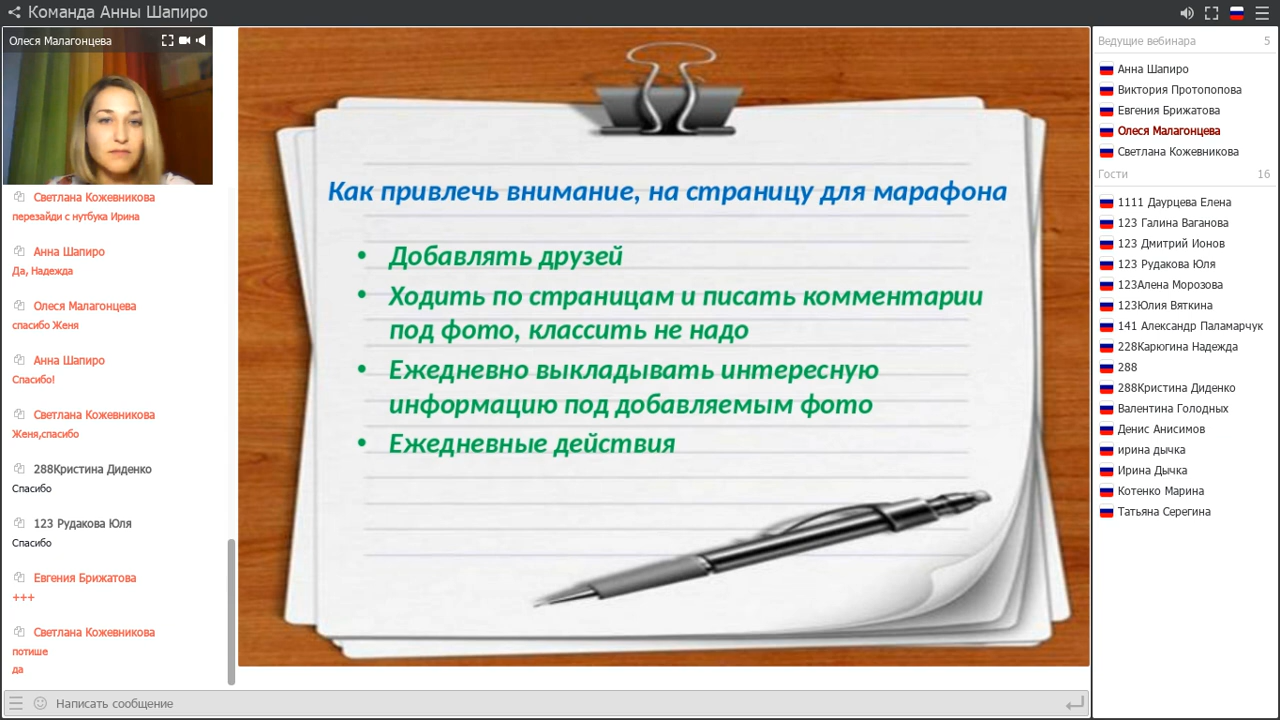 Команда Анны Шапиро
Олеся Малагонцева
Светлана Кожевникова
перезайди с нутбука Ирина
Анна Шапиро
Да, Надежда
Олеся Малагонцева
спасибо Женя
Анна Шапиро
Спасибо!
Светлана Кожевникова
Женя,спасибо
288Кристина Диденко
Спасибо
123 Рудакова Юля
Спасибо
Евгения Брижатова
+++
Светлана Кожевникова
потише
да
Написать сообщение
Как привлечь внимание, на страницу для марафона
• Добавлять друзей
• Ходить по страницам и писать комментарии
под фото, классить не надо
• Ежедневно выкладывать интересную
информацию под добавляемым фото
• Ежедневные действия
Ведущие вебинара 5
Анна Шапиро
Виктория Протопопова
Евгения Брижатова
Олеся Малагонцева
Светлана Кожевникова
Гости 16
1111 Даурцева Елена
123 Галина Ваганова
123 Дмитрий Ионов
123 Рудакова Юля
123Алена Морозова
123Юлия Вяткина
141 Александр Паламарчук
228Карюгина Надежда
288
288Кристина Диденко
Валентина Голодных
Денис Анисимов
ирина дычка
Ирина Дычка
Котенко Марина
Татьяна Серегина